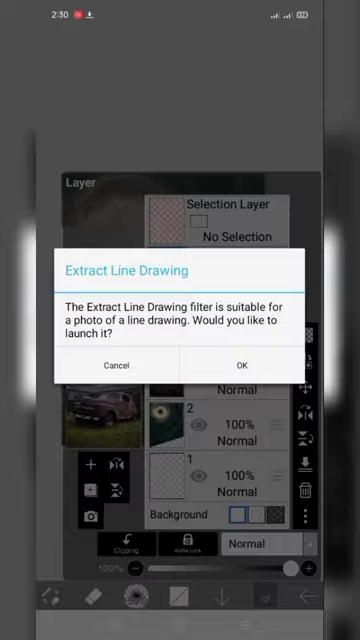 2:30
Layer
Selection Layer
No Selection
Extract Line Drawing
The Extract Line Drawing filter is suitable for
a photo of a line drawing. Would you like to
launch it?
Cancel
OK
2
100%
Normal
1
100%
Normal
Background
Clipping
Alpha Lock
Normal
100%